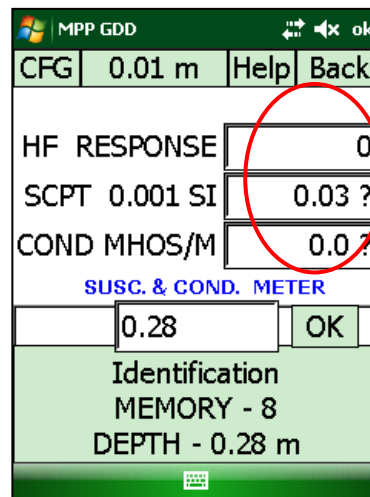 MPP GDD ok
CFG 0.01 m Help Back
HF RESPONSE 0
SCPT 0.001 SI 0.03 ?
COND MHOS/M 0.0 ?
SUSC. & COND. METER
0.28 OK
Identification
MEMORY - 8
DEPTH - 0.28 m